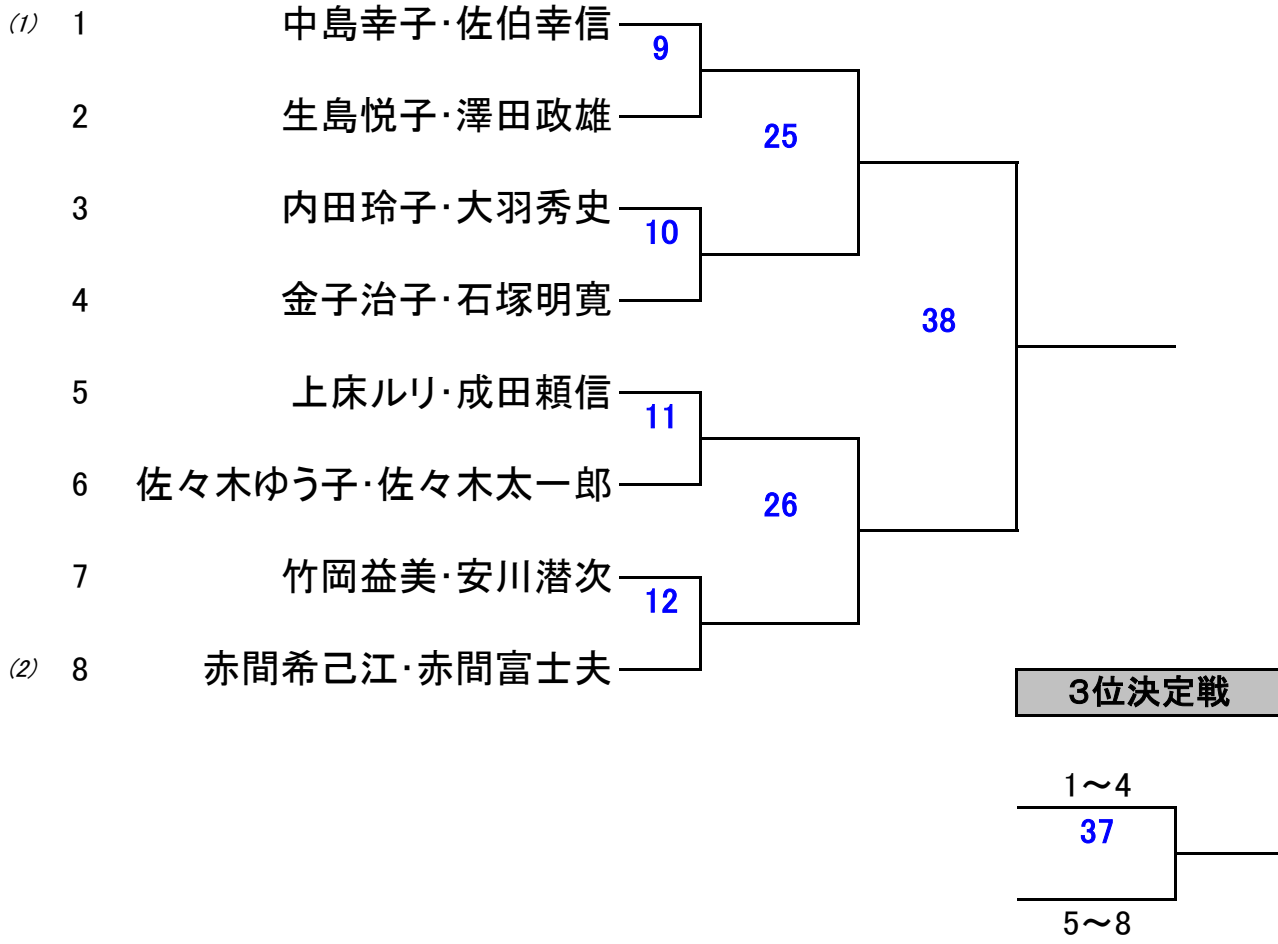 (1) 1 中島幸子・佐伯幸信
9
2 生島悦子・澤田政雄
25
3 内田玲子・大羽秀史
10
4 金子治子・石塚明寛
38
5 上床ルリ・成田頼信
11
6 佐々木ゆう子・佐々木太一郎
26
7 竹岡益美・安川潜次
12
(2) 8 赤間希己江・赤間富士夫
３位決定戦
1～4
37
5～8